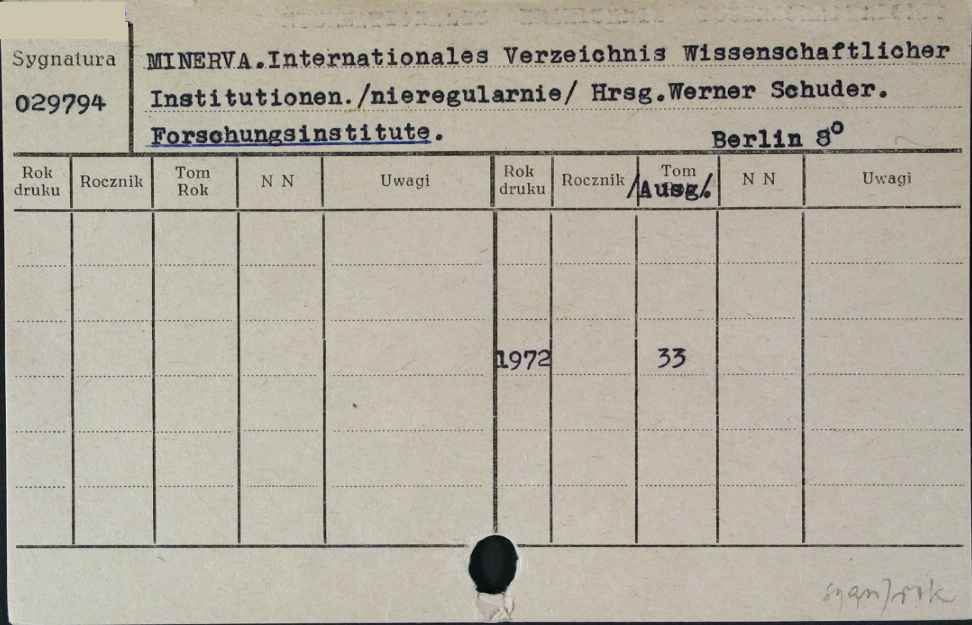 Sygnatura
029794
MINERVA.Internationales Verzeichnis Wissenschaftlicher
Institutionen./nieregularnie/ Hrsg.Werner Schuder.
Forschungsinstitute.
Berlin 8°
Rok druku Rocznik Tom Rok N N Uwagi Rok druku Rocznik Tom /Ausg/. N N Uwagi
1972 33